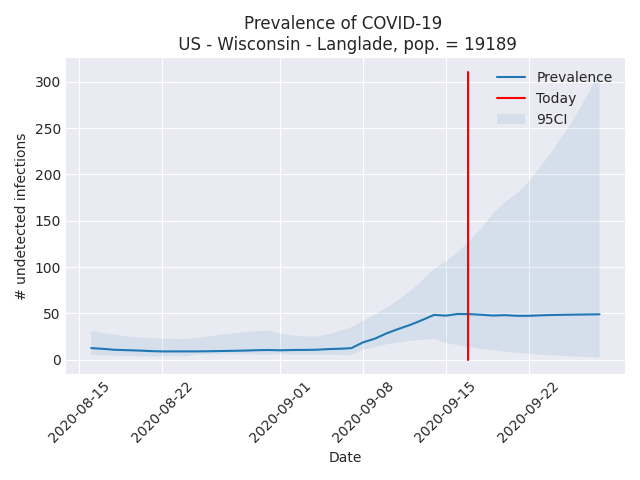 Prevalence of COVID-19
US - Wisconsin - Langlade, pop. = 19189
Prevalence
Today
95CI
300
250
200
150
100
50
0
# undetected infections
2020-08-15
2020-08-22
2020-09-01
2020-09-08
2020-09-15
2020-09-22
Date